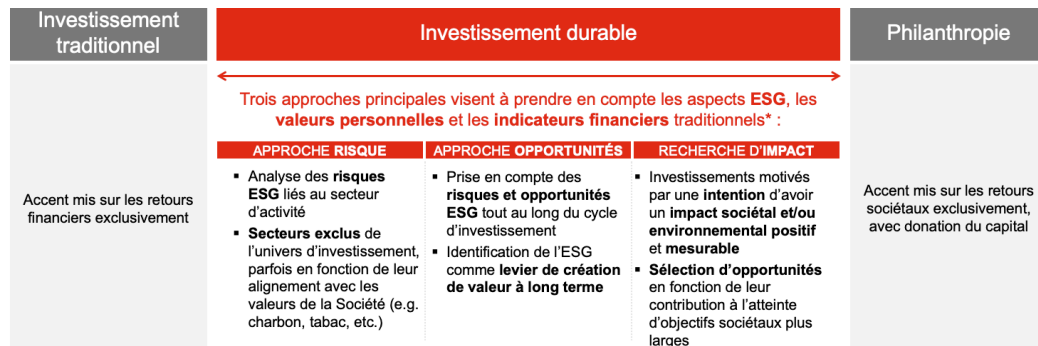 Investissement
traditionnel
Accent mis sur les retours
financiers exclusivement
Investissement durable
Trois approches principales visent à prendre en compte les aspects ESG, les
valeurs personnelles et les indicateurs financiers traditionnels* :
APPROCHE RISQUE
▪ Analyse des risques
ESG liés au secteur
d'activité
▪ Secteurs exclus de
l'univers d'investissement,
parfois en fonction de leur
alignement avec les
valeurs de la Société (e.g.
charbon, tabac, etc.)
APPROCHE OPPORTUNITÉS
▪ Prise en compte des
risques et opportunités
ESG tout au long du cycle
d'investissement
▪ Identification de l'ESG
comme levier de création
de valeur à long terme
RECHERCHE D'IMPACT
▪ Investissements motivés
par une intention d'avoir
un impact sociétal et/ou
environnemental positif
et mesurable
▪ Sélection d'opportunités
en fonction de leur
contribution à l'atteinte
d'objectifs sociétaux plus
larges
Philanthropie
Accent mis sur les retours
sociétaux exclusivement,
avec donation du capital